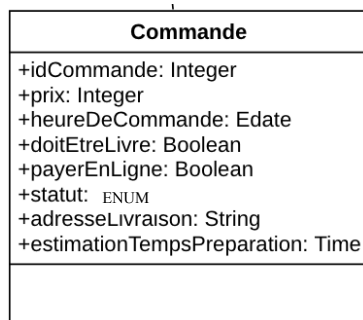 Commande
+idCommande: Integer
+prix: Integer
+heureDeCommande: Edate
+doitEtreLivre: Boolean
+payerEnLigne: Boolean
+statut: ENUM
+adresseLivraison: String
+estimationTempsPreparation: Time